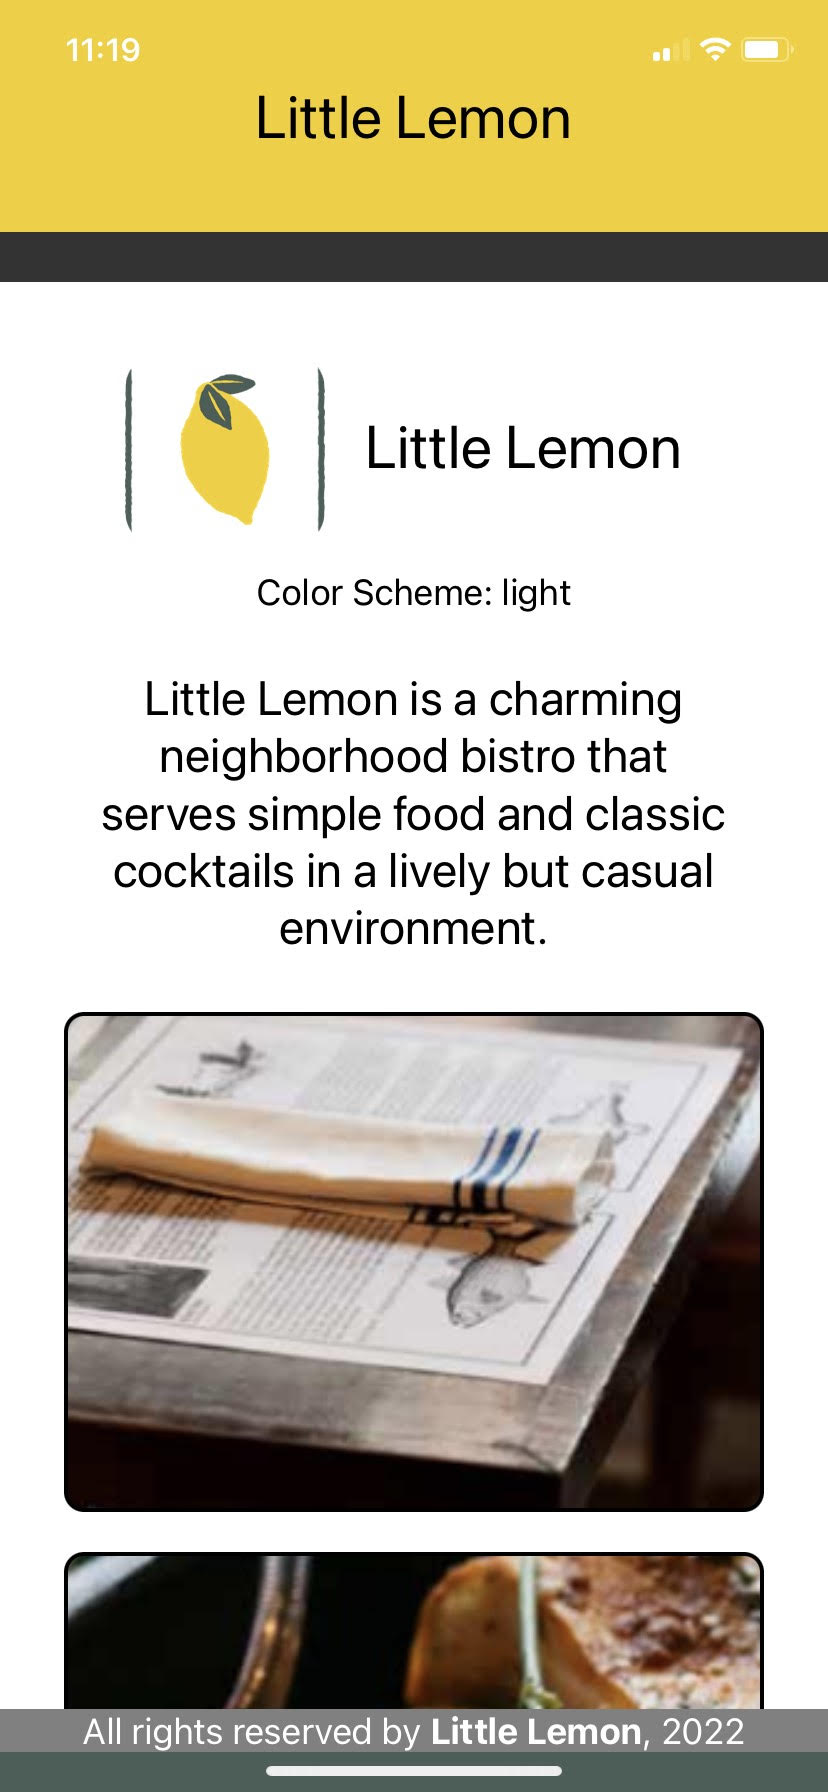 11:19
Little Lemon
Little Lemon
Color Scheme: light
Little Lemon is a charming
neighborhood bistro that
serves simple food and classic
cocktails in a lively but casual
environment.
All rights reserved by Little Lemon, 2022